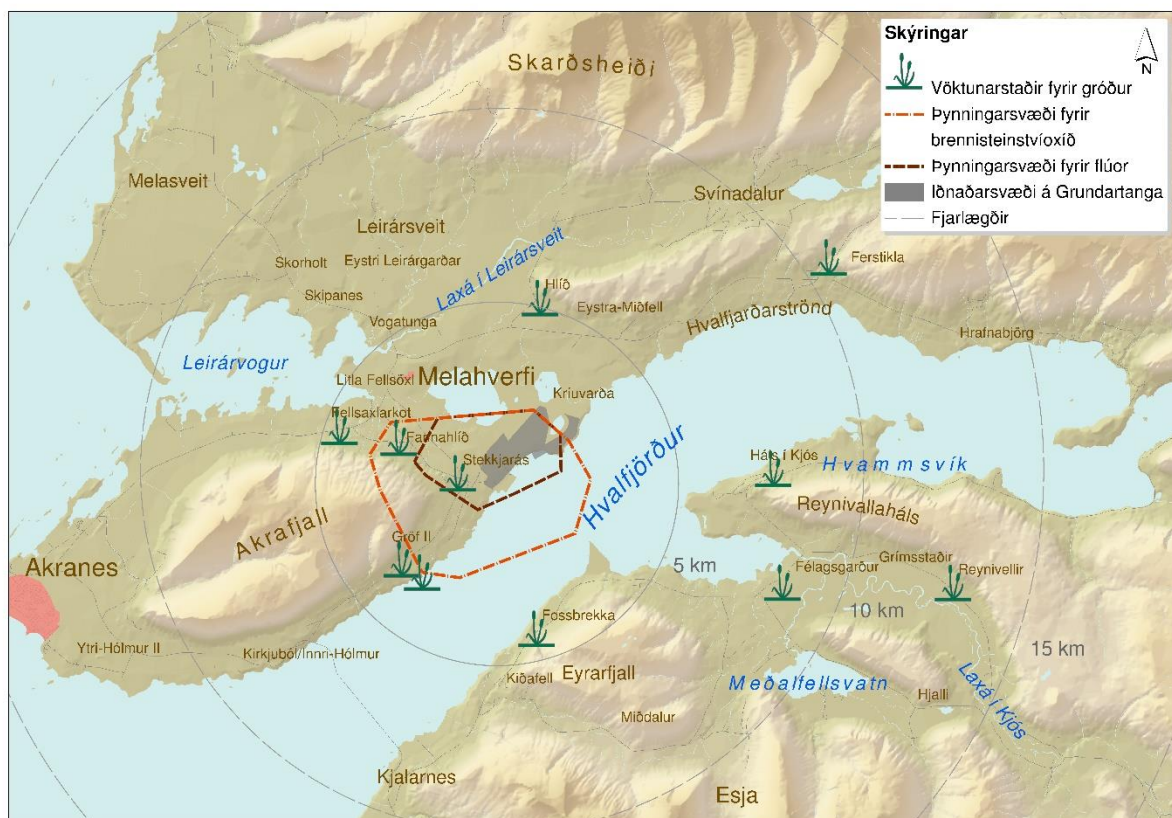 Skýringar
N
Vöktunarstaðir fyrir gróður
Þynningarsvæði fyrir
brennisteinstvíoxíð
Þynningarsvæði fyrir flúor
Iðnaðarsvæði á Grundartanga
Fjarlægðir
Skarðsheiði
Melasveit
Svínadalur
Leirársveit
Ferstikla
Skorholt
Eystri Leirárgarðar
Laxá í Leirársveit
Hlíð
Skipanes
Eystra-Miðfell
Vogatunga
Hvalfjarðarströnd
Hrafnabjörg
Leirárvogur
Litla Fellsöxl
Melahverfi
Kríuvarða
Fellsaxlarkot
Fannahlíð
Stekkjarás
Háls í Kjós
Hvammsvík
Hvalfjörður
Reynivallaháls
Akrafjall
Gröf II
Grímsstaðir
Akranes
5 km
Félagsgarður
Reynivellir
10 km
Fossbrekka
Ytri-Hólmur II
Kirkjuból/Innri-Hólmur
15 km
Kiðafell
Eyrarfjall
Meðalfellsvatn
Hjalli
Laxá í Kjós
Miðdalur
Kjalarnes
Esja